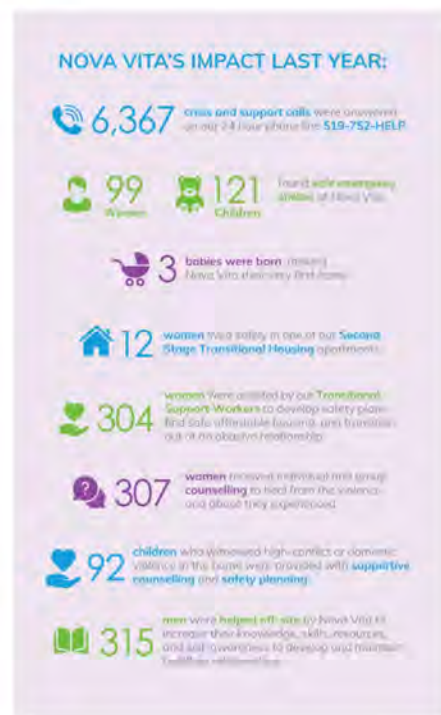 NOVA VITA'S IMPACT LAST YEAR:
6,367 crisis and support calls were answered
on our 24 hour phone line 519-752-HELP
99 Women
121 Children
found safe emergency
shelter at Nova Vita
3 babies were born, making
Nova Vita their very first home
12 women lived safely in one of our Second
Stage Transitional Housing apartments
304 women were assisted by our Transitional
Support Workers to develop safety plans,
find safe affordable housing, and transition
out of an abusive relationship
307 women received individual and group
counselling to heal from the violence
and abuse they experienced
92 children who witnessed high-conflict or domestic
violence in the home were provided with supportive
counselling and safety planning
315 men were helped off-site by Nova Vita to
increase their knowledge, skills, resources,
and self-awareness to develop and maintain
healthy relationships